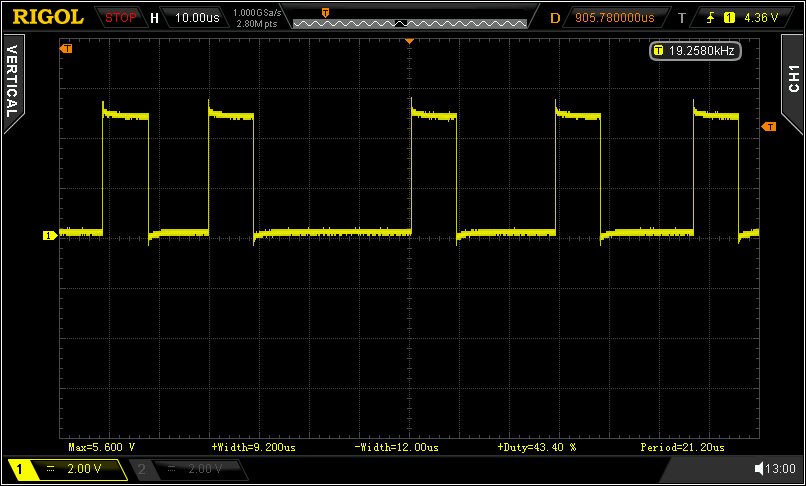 RIGOL STOP H 10.00us 1.000GSa/s 2.80M pts T D 905.780000us T 1 4.36 V
T T 19.2580kHz
VERTICAL
CH1
T
1
Max=5.600 V +Width=9.200us -Width=12.00us +Duty=43.40 % Period=21.20us
1 2.00 V 2 2.00 V 13:00